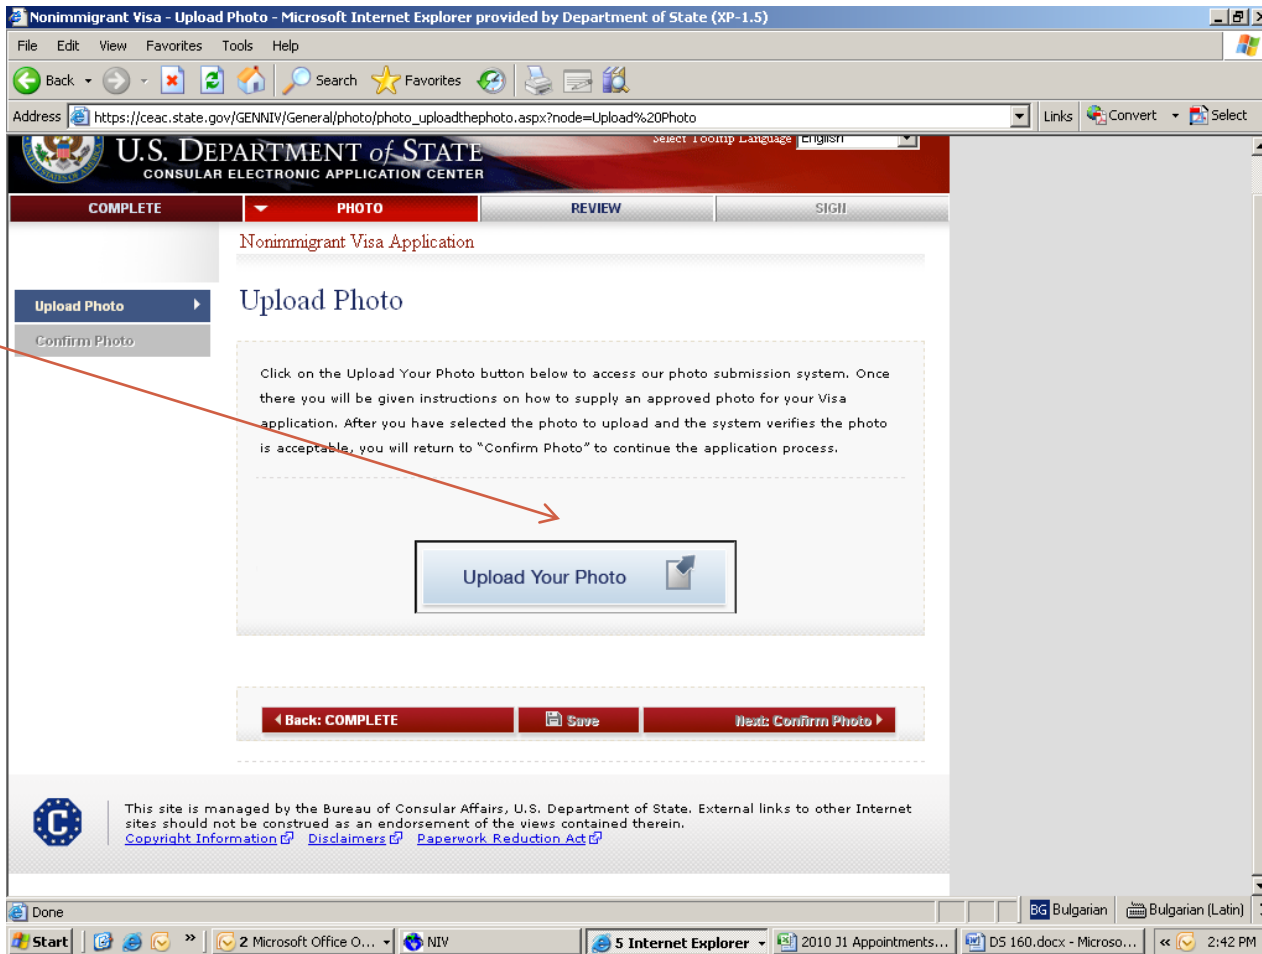 Nonimmigrant Visa - Upload Photo - Microsoft Internet Explorer provided by Department of State (XP-1.5)
File Edit View Favorites Tools Help
Back Search Favorites
Address https://ceac.state.gov/GENNIV/General/photo/photo_uploadthephoto.aspx?node=Upload%20Photo Links Convert Select
Select Tooltip Language English
U.S. DEPARTMENT of STATE
CONSULAR ELECTRONIC APPLICATION CENTER
COMPLETE PHOTO REVIEW SIGN
Nonimmigrant Visa Application
Upload Photo
Upload Photo
Confirm Photo
Click on the Upload Your Photo button below to access our photo submission system. Once
there you will be given instructions on how to supply an approved photo for your Visa
application. After you have selected the photo to upload and the system verifies the photo
is acceptable, you will return to "Confirm Photo" to continue the application process.
Upload Your Photo
Back: COMPLETE Save Next: Confirm Photo
This site is managed by the Bureau of Consular Affairs, U.S. Department of State. External links to other Internet
sites should not be construed as an endorsement of the views contained therein.
Copyright Information Disclaimers Paperwork Reduction Act
C
Done BG Bulgarian Bulgarian (Latin)
Start » 2 Microsoft Office O... NIV 5 Internet Explorer 2010 J1 Appointments... DS 160.docx - Microso... « 2:42 PM